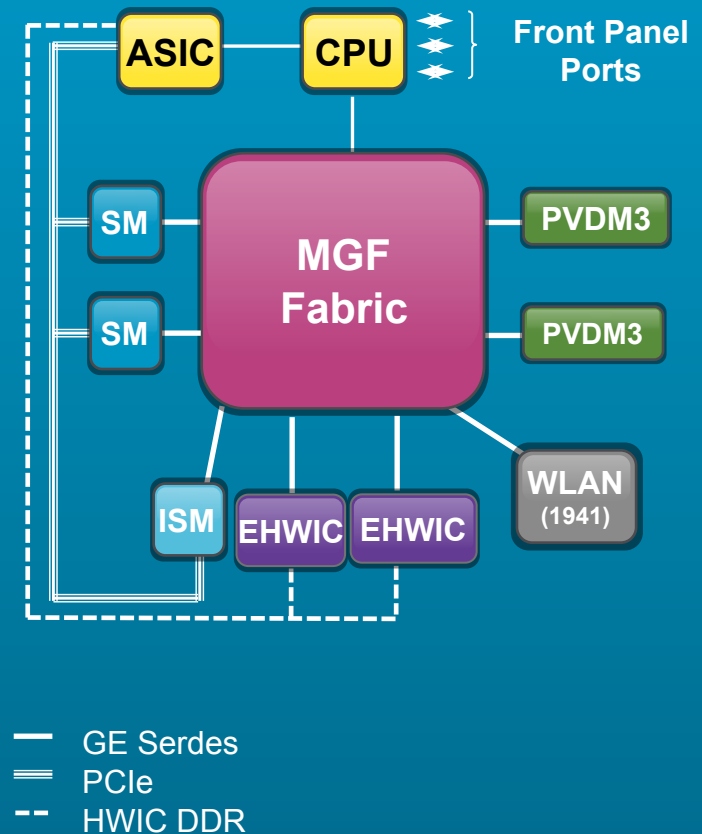 ASIC
CPU
Front Panel
Ports
SM
MGF
Fabric
PVDM3
SM
PVDM3
ISM
EHWIC
EHWIC
WLAN
(1941)
GE Serdes
PCIe
HWIC DDR